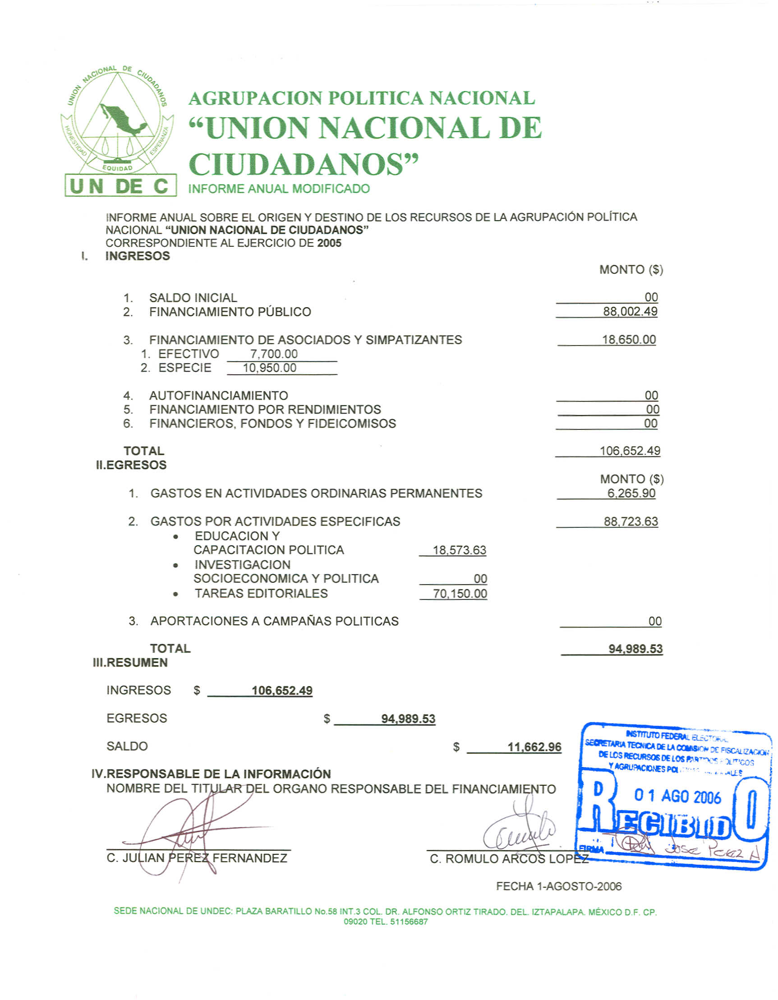 UNION NACIONAL DE CIUDADANOS
HONESTIDAD
EQUIDAD
ESPERANZA
UN DE C
AGRUPACION POLITICA NACIONAL
“UNION NACIONAL DE
CIUDADANOS”
INFORME ANUAL MODIFICADO
INFORME ANUAL SOBRE EL ORIGEN Y DESTINO DE LOS RECURSOS DE LA AGRUPACIÓN POLÍTICA
NACIONAL “UNION NACIONAL DE CIUDADANOS”
CORRESPONDIENTE AL EJERCICIO DE 2005
I. INGRESOS
MONTO ($)
1. SALDO INICIAL 00
2. FINANCIAMIENTO PÚBLICO 88,002.49
3. FINANCIAMIENTO DE ASOCIADOS Y SIMPATIZANTES 18,650.00
1. EFECTIVO 7,700.00
2. ESPECIE 10,950.00
4. AUTOFINANCIAMIENTO 00
5. FINANCIAMIENTO POR RENDIMIENTOS 00
6. FINANCIEROS, FONDOS Y FIDEICOMISOS 00
TOTAL 106,652.49
II.EGRESOS
MONTO ($)
1. GASTOS EN ACTIVIDADES ORDINARIAS PERMANENTES 6,265.90
2. GASTOS POR ACTIVIDADES ESPECIFICAS 88,723.63
• EDUCACION Y
CAPACITACION POLITICA 18,573.63
• INVESTIGACION
SOCIOECONOMICA Y POLITICA 00
• TAREAS EDITORIALES 70,150.00
3. APORTACIONES A CAMPAÑAS POLITICAS 00
TOTAL 94,989.53
III.RESUMEN
INGRESOS $ 106,652.49
EGRESOS $ 94,989.53
SALDO $ 11,662.96
IV.RESPONSABLE DE LA INFORMACIÓN
NOMBRE DEL TITULAR DEL ORGANO RESPONSABLE DEL FINANCIAMIENTO
C. JULIAN PEREZ FERNANDEZ
C. ROMULO ARCOS LOPEZ
INSTITUTO FEDERAL ELECTORAL
SECRETARIA TECNICA DE LA COMISION DE FISCALIZACION
DE LOS RECURSOS DE LOS PARTIDOS POLITICOS
Y AGRUPACIONES
01 AGO 2006
RECIBIDO
FIRMA Jose Perez A.
FECHA 1-AGOSTO-2006
SEDE NACIONAL DE UNDEC: PLAZA BARATILLO No.58 INT.3 COL. DR. ALFONSO ORTIZ TIRADO. DEL. IZTAPALAPA. MÉXICO D.F. CP.
09020 TEL. 51156687